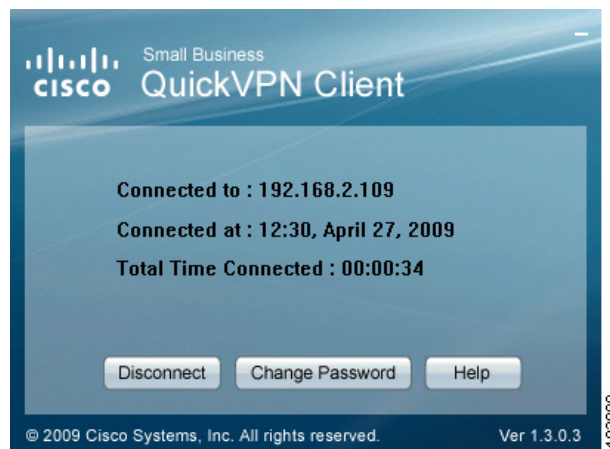 Small Business
CISCO QuickVPN Client
Connected to : 192.168.2.109
Connected at : 12:30, April 27, 2009
Total Time Connected : 00:00:34
Disconnect Change Password Help
© 2009 Cisco Systems, Inc. All rights reserved. Ver 1.3.0.3